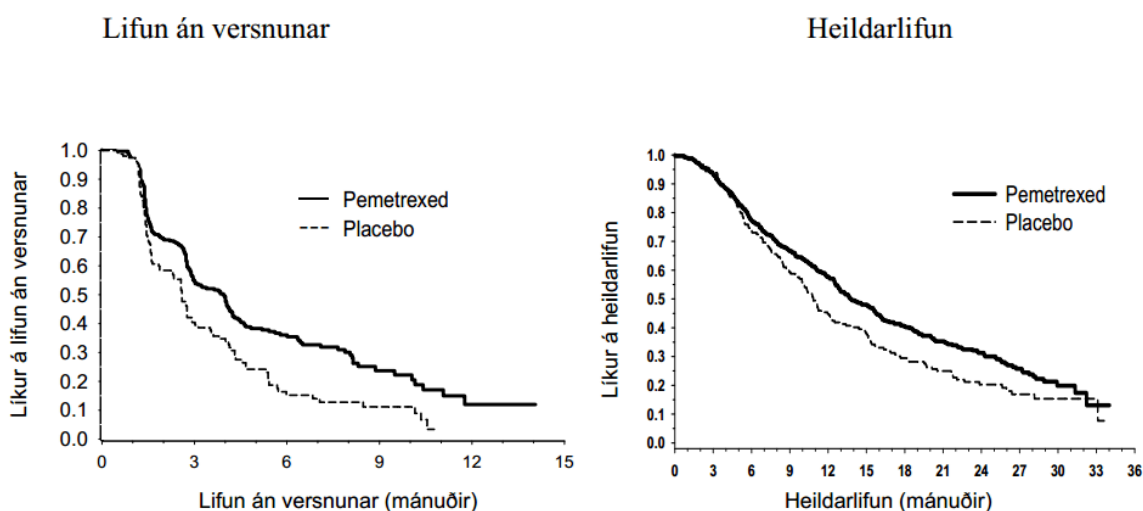 Lifun án versnunar
Heildarlifun
Líkur á lifun án versnunar
1.0
0.9
0.8
0.7
0.6
0.5
0.4
0.3
0.2
0.1
0.0
Pemetrexed
Placebo
0 3 6 9 12 15
Lifun án versnunar (mánuðir)
Líkur á heildarlifun
1.0
0.9
0.8
0.7
0.6
0.5
0.4
0.3
0.2
0.1
0.0
Pemetrexed
Placebo
0 3 6 9 12 15 18 21 24 27 30 33 36
Heildarlifun (mánuðir)